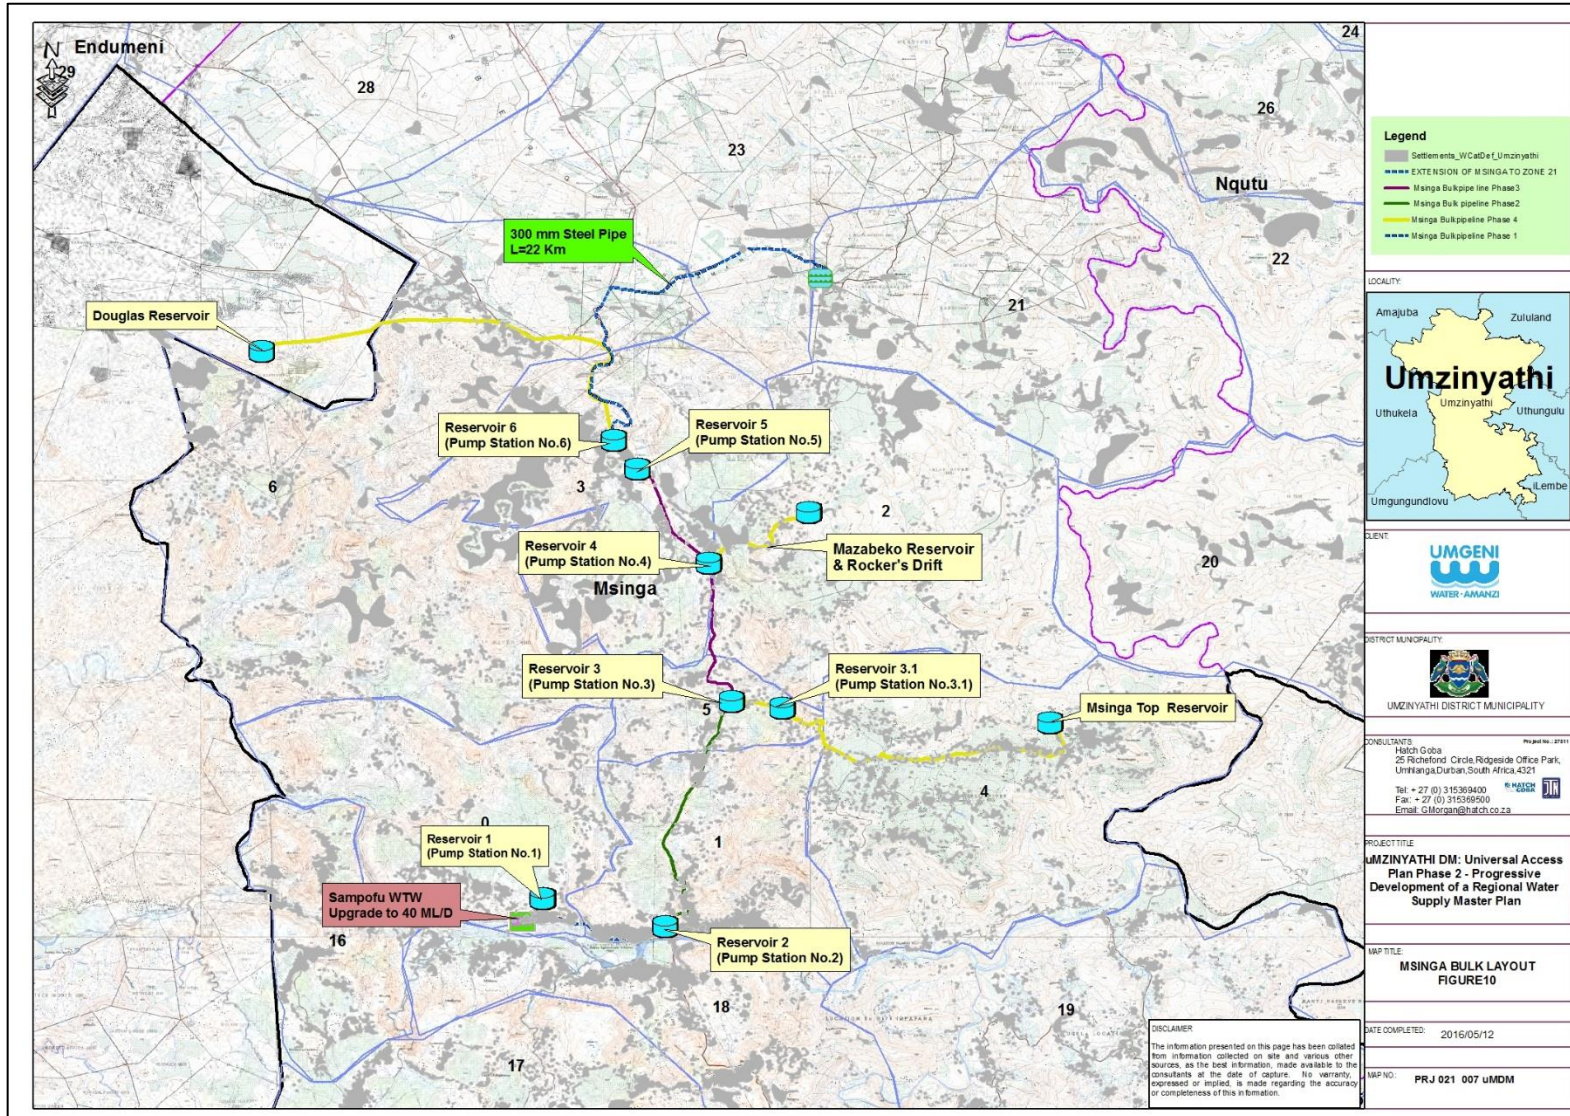 N
Endumeni
29
28
24
26
23
Nqutu
22
300 mm Steel Pipe
L=22 Km
21
Douglas Reservoir
Reservoir 6
(Pump Station No.6)
Reservoir 5
(Pump Station No.5)
6
3
2
Reservoir 4
(Pump Station No.4)
Mazabeko Reservoir
& Rocker's Drift
20
Msinga
Reservoir 3
(Pump Station No.3)
Reservoir 3.1
(Pump Station No.3.1)
5
Msinga Top Reservoir
4
0
Reservoir 1
(Pump Station No.1)
1
Sampofu WTW
Upgrade to 40 ML/D
16
Reservoir 2
(Pump Station No.2)
18
19
17
DISCLAIMER
The information presented on this page has been collated
from information collected on site and various other
sources, as the best information, made available to the
consultants at the date of capture. No warranty,
expressed or implied, is made regarding the accuracy
or completeness of this information.
Legend
Settlements_WCatDef_Umzinyathi
EXTENSION OF MSINGA TO ZONE 21
Msinga Bulkpipe line Phase3
Msinga Bulk pipeline Phase2
Msinga Bulkpipeline Phase 4
Msinga Bulkpipeline Phase 1
LOCALITY:
Amajuba
Zululand
Umzinyathi
Umzinyathi
Uthukela
Uthungulu
iLembe
Umgungundlovu
CLIENT:
UMGENI
WATER-AMANZI
DISTRICT MUNICIPALITY:
UMZINYATHI DISTRICT MUNICIPALITY
CONSULTANTS:
Hatch Goba
25 Richefond Circle,Ridgeside Office Park,
Umhlanga,Durban,South Africa,4321
Tel: + 27 (0) 315369400
Fax: + 27 (0) 315369500
Email: GMorgan@hatch.co.za
HATCH
GOBA
PROJECT TITLE
uMZINYATHI DM: Universal Access
Plan Phase 2 - Progressive
Development of a Regional Water
Supply Master Plan
MAP TITLE:
MSINGA BULK LAYOUT
FIGURE10
DATE COMPLETED: 2016/05/12
MAP NO.: PRJ 021 007 uMDM